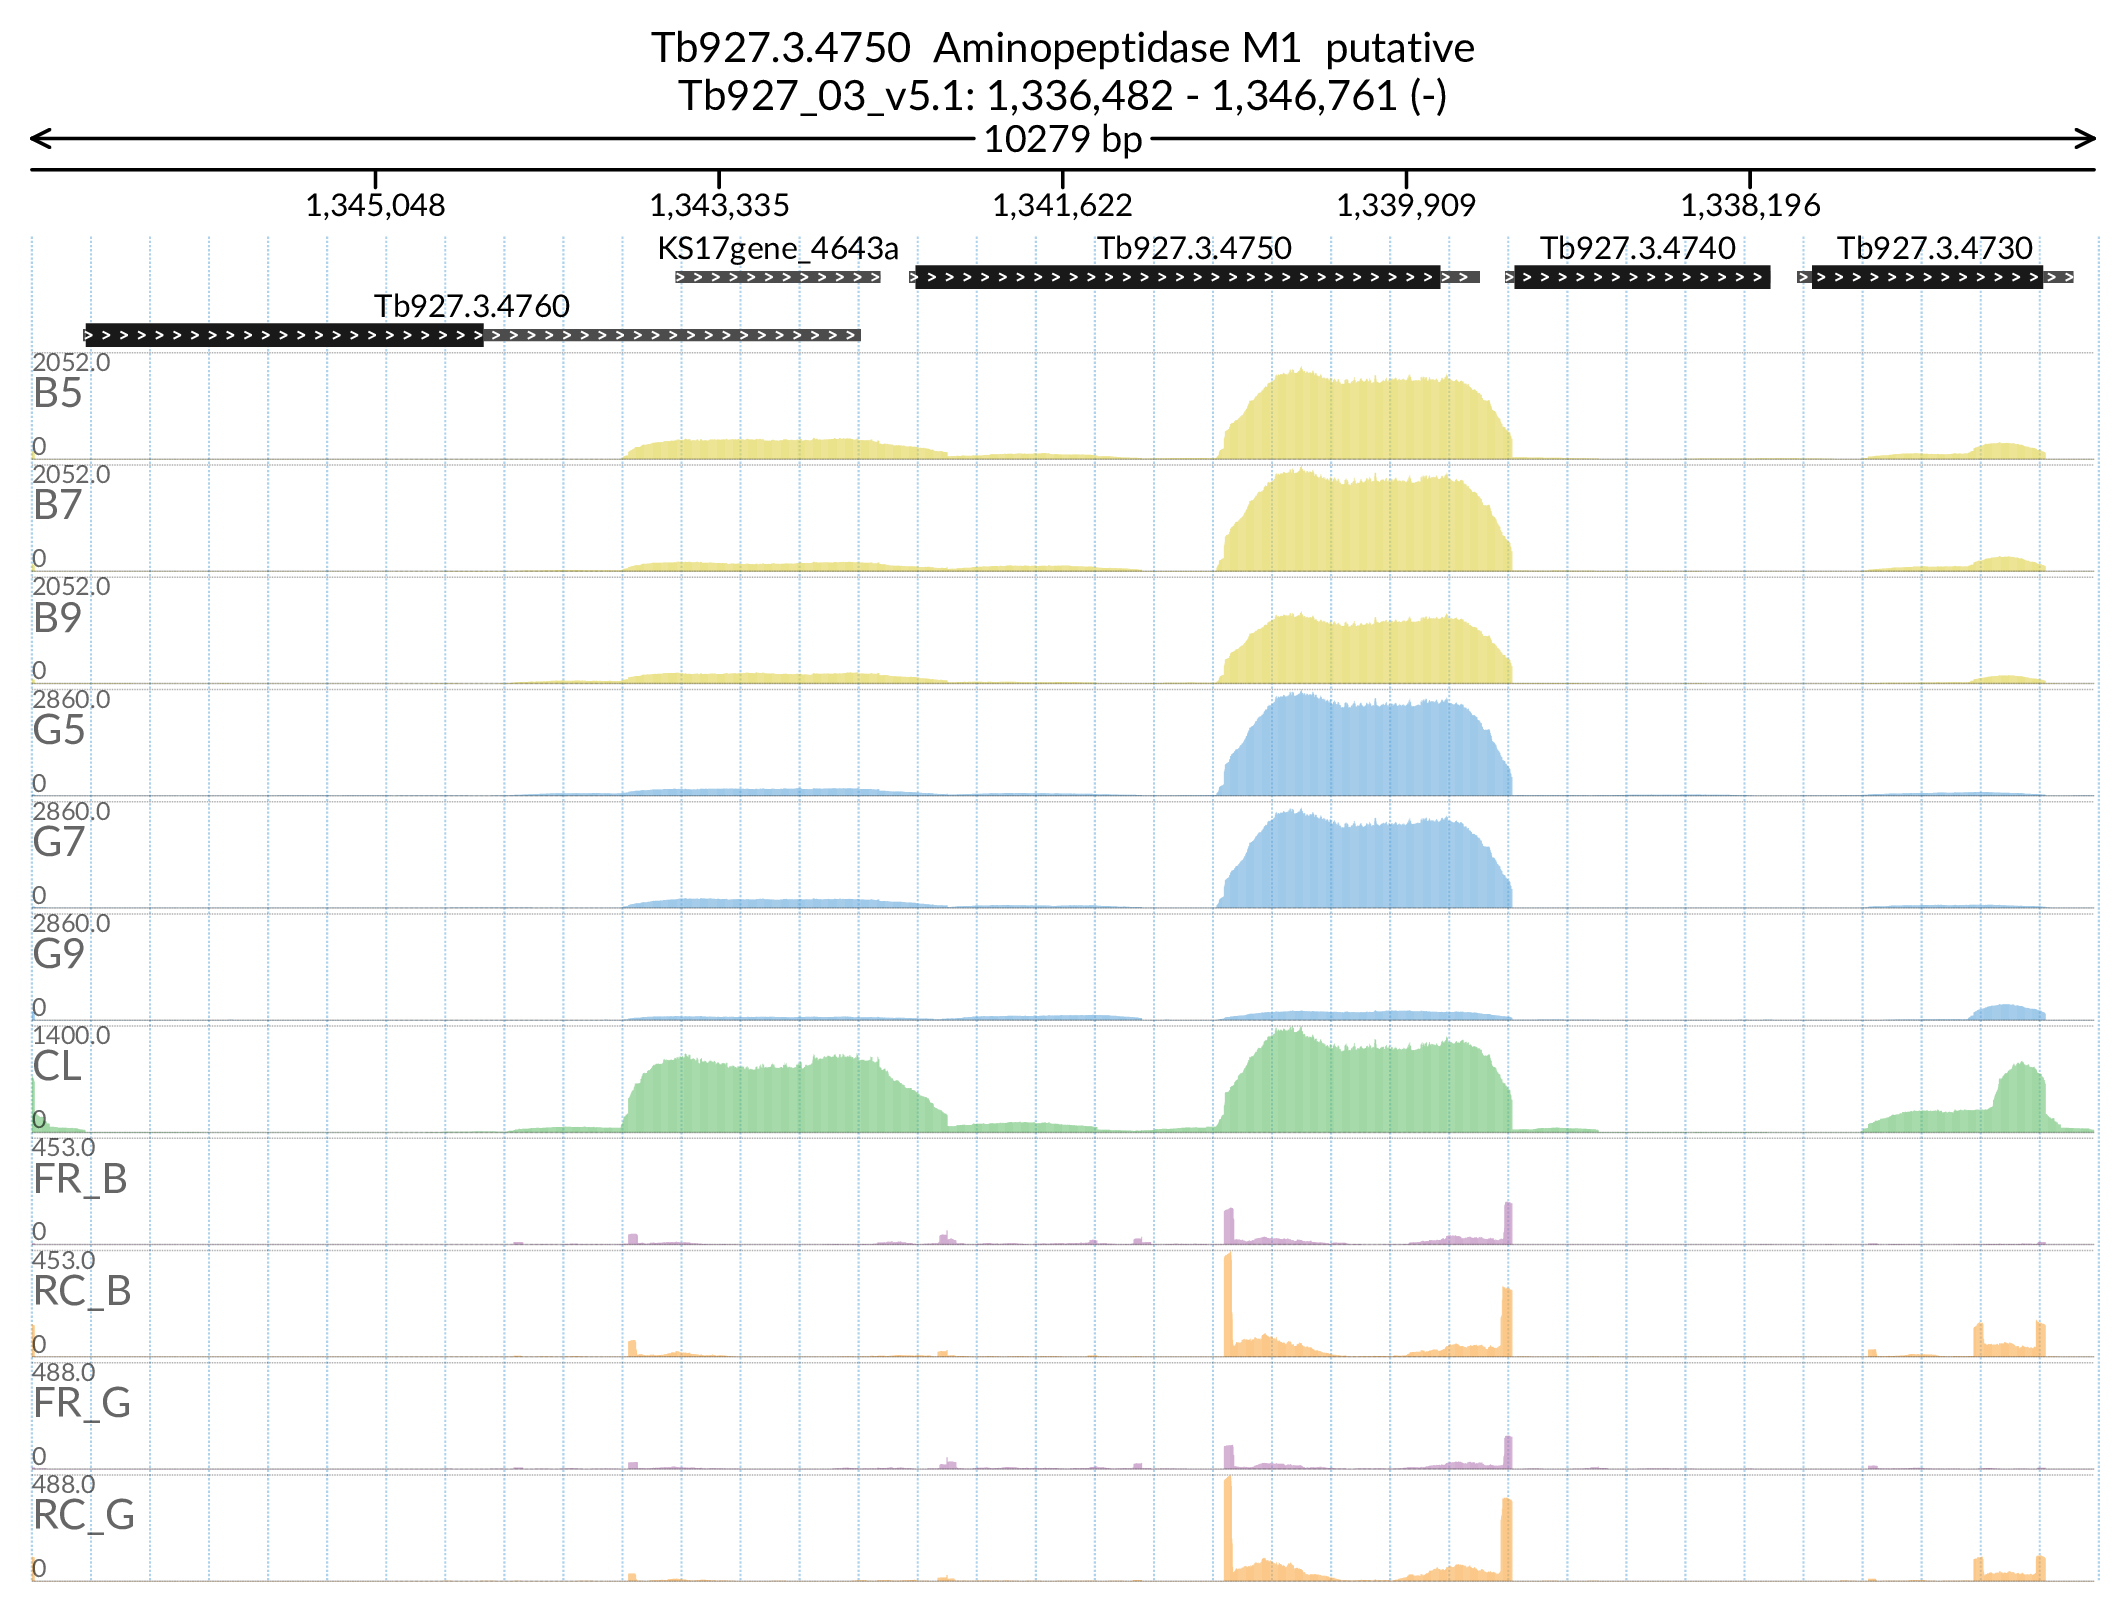 Tb927.3.4750  Aminopeptidase M1  putative
Tb927_03_v5.1: 1,336,482 - 1,346,761 (-)
10279 bp
1,345,048 1,343,335 1,341,622 1,339,909 1,338,196
KS17gene_4643a Tb927.3.4750 Tb927.3.4740 Tb927.3.4730
Tb927.3.4760
2052.0
B5
0
2052.0
B7
0
2052.0
B9
0
2860.0
G5
0
2860.0
G7
0
2860.0
G9
0
1400.0
CL
0
453.0
FR_B
0
453.0
RC_B
0
488.0
FR_G
0
488.0
RC_G
0